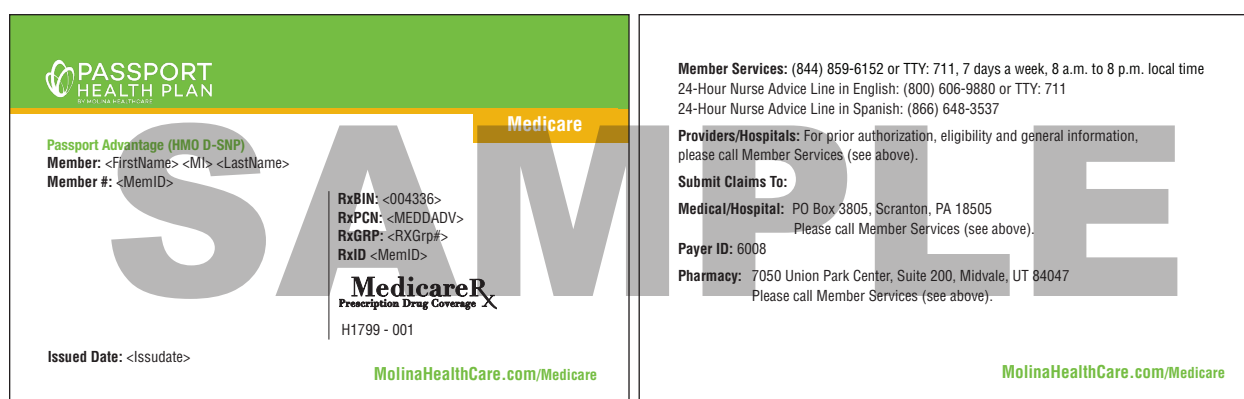 PASSPORT
HEALTH PLAN
BY MOLINA HEALTHCARE
Medicare
Passport Advantage (HMO D-SNP)
Member: <FirstName> <MI> <LastName>
Member #: <MemID>
RxBIN: <004336>
RxPCN: <MEDDADV>
RxGRP: <RXGrp#>
RxID <MemID>
MedicareRx
Prescription Drug Coverage
H1799 - 001
Issued Date: <Issudate>
MolinaHealthCare.com/Medicare
Member Services: (844) 859-6152 or TTY: 711, 7 days a week, 8 a.m. to 8 p.m. local time
24-Hour Nurse Advice Line in English: (800) 606-9880 or TTY: 711
24-Hour Nurse Advice Line in Spanish: (866) 648-3537
Providers/Hospitals: For prior authorization, eligibility and general information,
please call Member Services (see above).
Submit Claims To:
Medical/Hospital: PO Box 3805, Scranton, PA 18505
Please call Member Services (see above).
Payer ID: 6008
Pharmacy: 7050 Union Park Center, Suite 200, Midvale, UT 84047
Please call Member Services (see above).
MolinaHealthCare.com/Medicare
SAMPLE